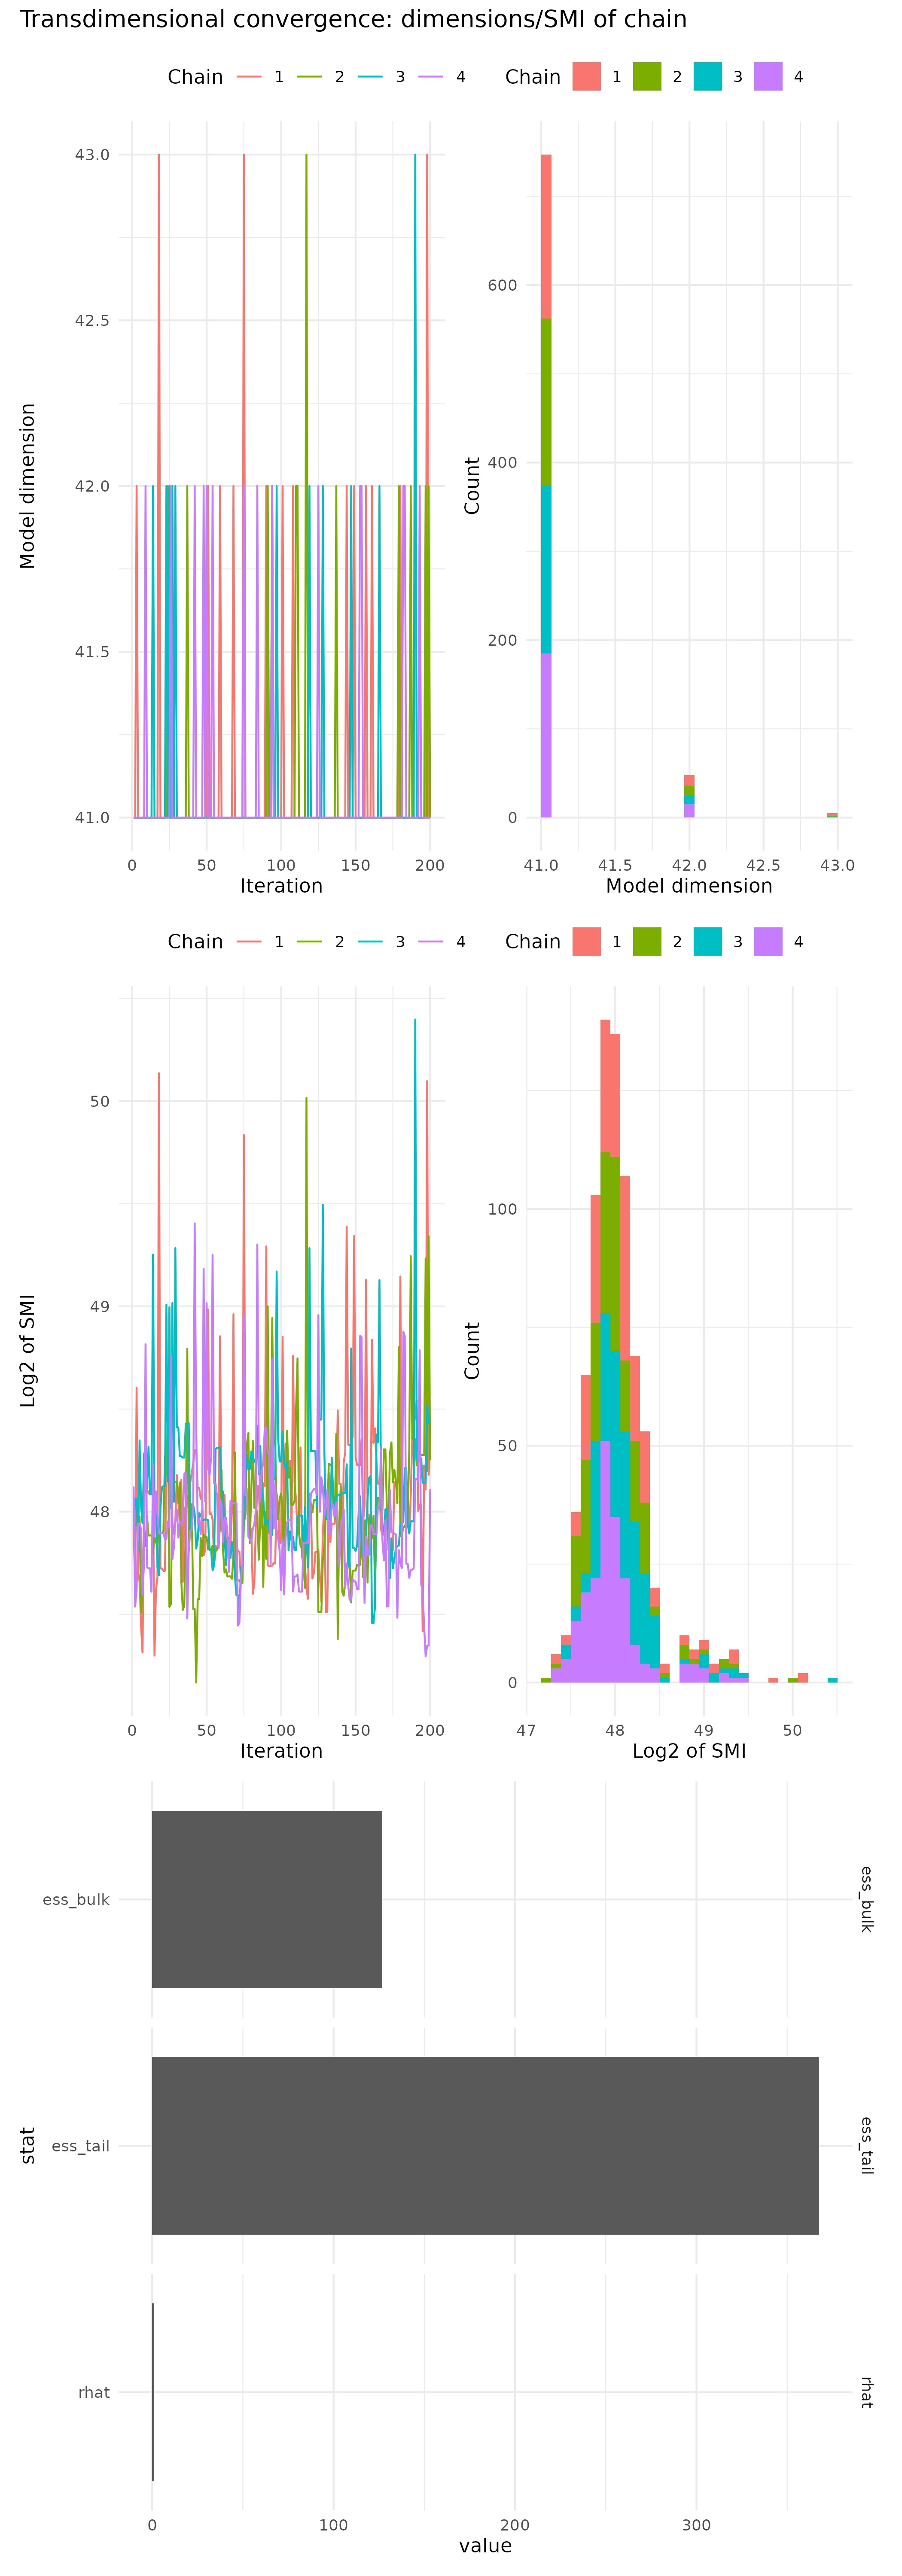 Transdimensional convergence: dimensions/SMI of chain
Chain 1 2 3 4
Chain 1 2 3 4
43.0
42.5
42.0
41.5
41.0
Model dimension
0 50 100 150 200
Iteration
600
400
200
0
Count
41.0 41.5 42.0 42.5 43.0
Model dimension
Chain 1 2 3 4
Chain 1 2 3 4
50
49
48
Log2 of SMI
0 50 100 150 200
Iteration
100
50
0
Count
47 48 49 50
Log2 of SMI
ess_bulk
ess_bulk
stat
ess_tail
ess_tail
rhat
rhat
0 100 200 300
value